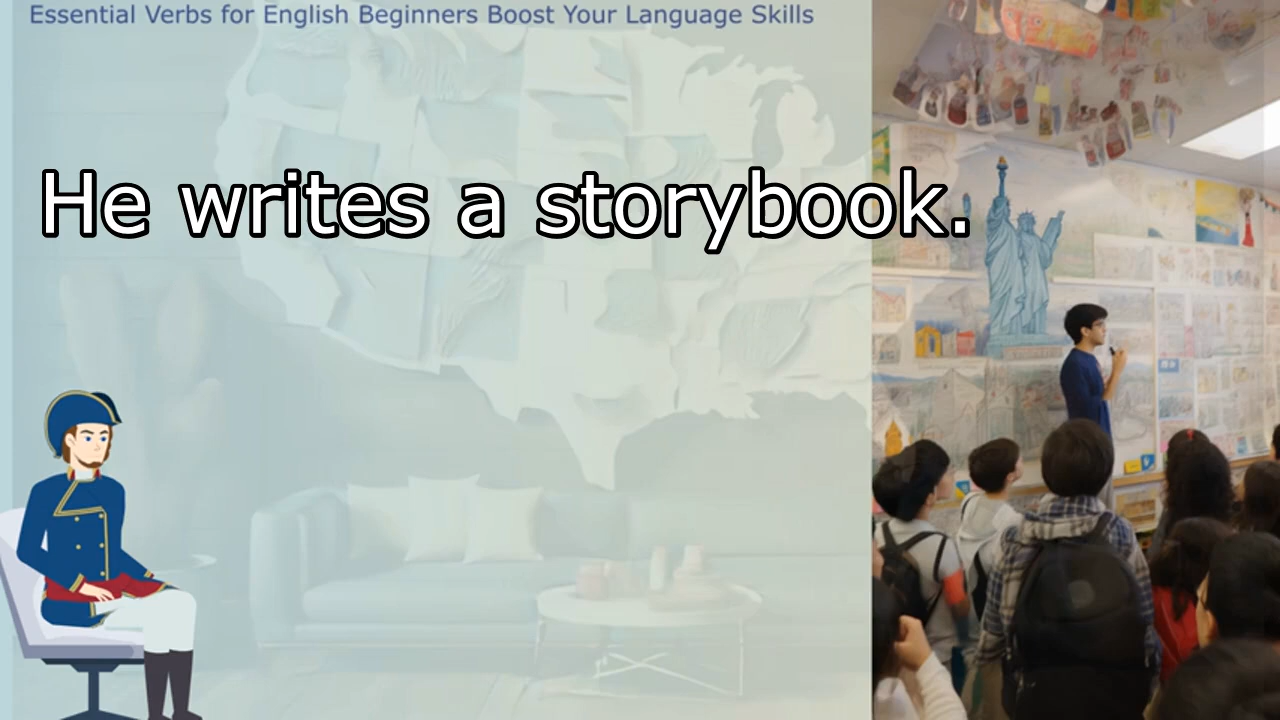 Essential Verbs for English Beginners Boost Your Language Skills
He writes a storybook.